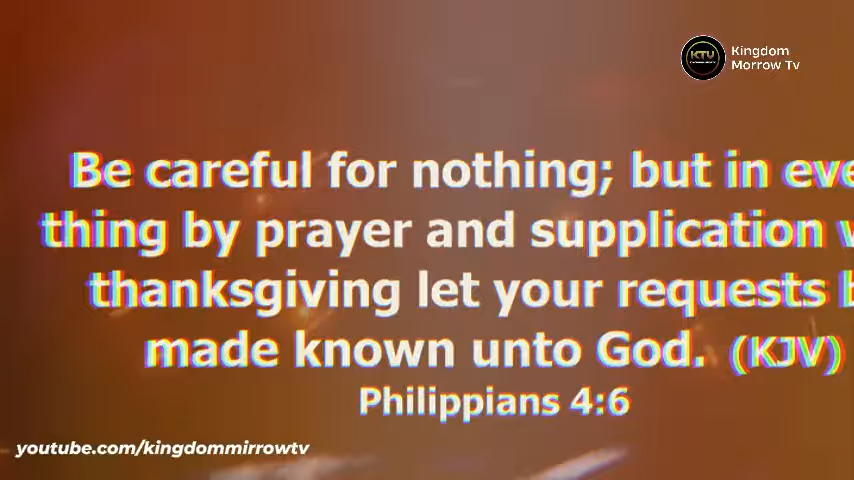 KTV
Kingdom
Morrow Tv
Be careful for nothing; but in eve
thing by prayer and supplication w
thanksgiving let your requests b
made known unto God. (KJV)
Philippians 4:6
youtube.com/kingdommirrowtv